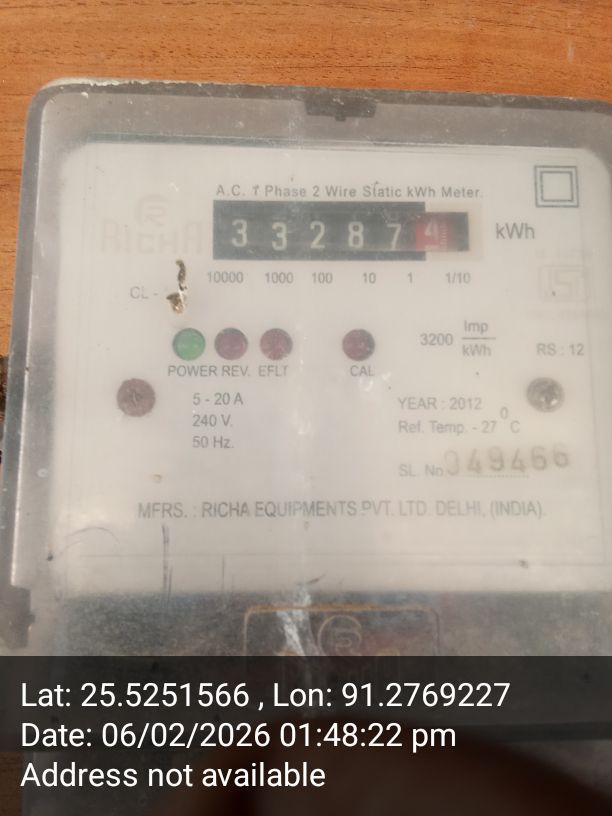 A.C. 1 Phase 2 Wire Static kWh Meter.
RICHA
3 3 2 8 7 4 kWh
10000 1000 100 10 1 1/10
CL -
3200 Imp/kWh
RS : 12
POWER REV. EFLT CAL
5 - 20 A
240 V.
50 Hz.
YEAR : 2012
Ref. Temp. - 27 °C
SL. No. 049466
MFRS. : RICHA EQUIPMENTS PVT. LTD. DELHI, (INDIA).
Lat: 25.5251566 , Lon: 91.2769227
Date: 06/02/2026 01:48:22 pm
Address not available